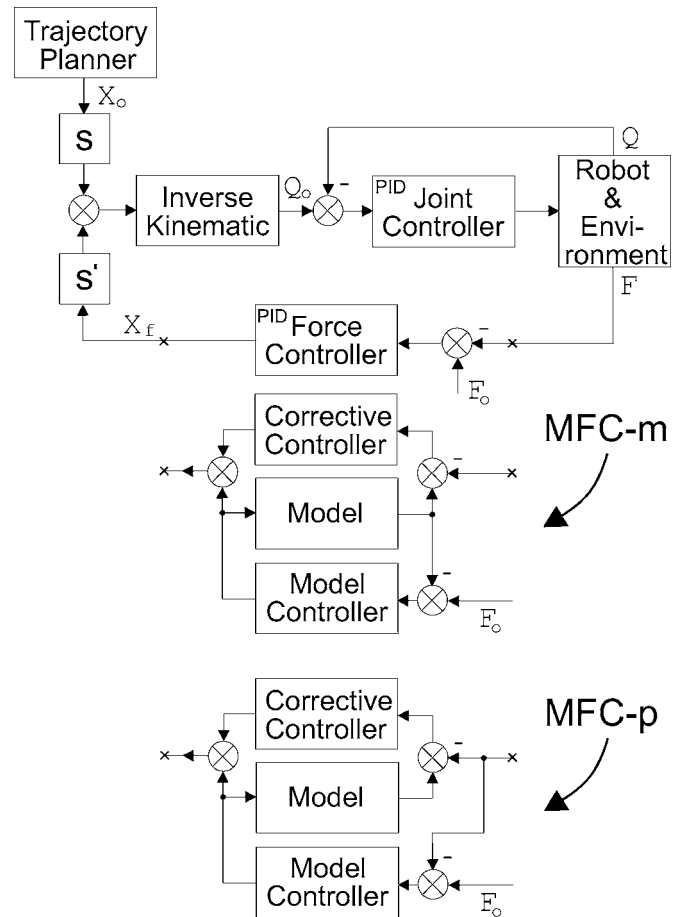 Trajectory
Planner
Xo
S
Inverse
Kinematic
Qo
-
PID
Joint
Controller
Q
Robot
&
Envi-
ronment
F
S'
Xf
PID
Force
Controller
-
Fo
Corrective
Controller
-
MFC-m
Model
Model
Controller
-
Fo
Corrective
Controller
-
MFC-p
Model
Model
Controller
-
Fo